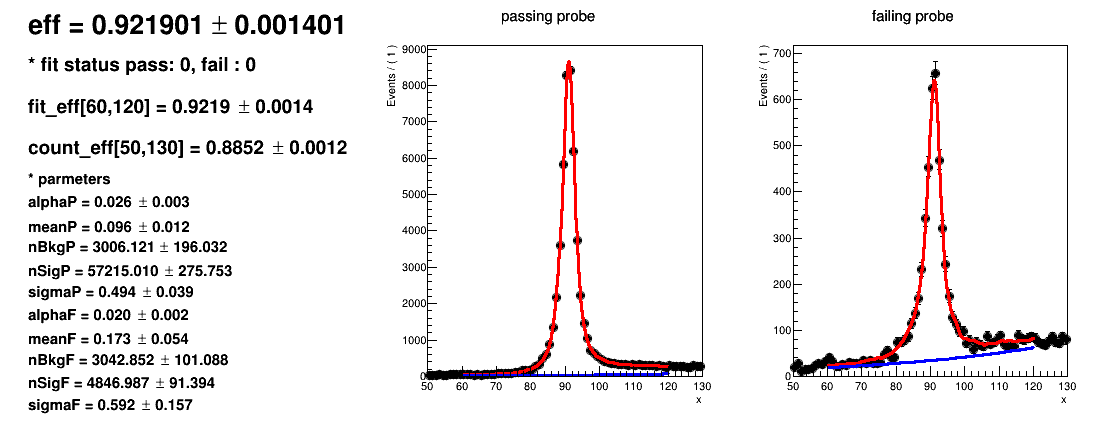 eff = 0.921901 ± 0.001401
* fit status pass: 0, fail : 0
fit_eff[60,120] = 0.9219 ± 0.0014
count_eff[50,130] = 0.8852 ± 0.0012
* parmeters
alphaP = 0.026 ± 0.003
meanP = 0.096 ± 0.012
nBkgP = 3006.121 ± 196.032
nSigP = 57215.010 ± 275.753
sigmaP = 0.494 ± 0.039
alphaF = 0.020 ± 0.002
meanF = 0.173 ± 0.054
nBkgF = 3042.852 ± 101.088
nSigF = 4846.987 ± 91.394
sigmaF = 0.592 ± 0.157
passing probe
Events / ( 1 )
9000
8000
7000
6000
5000
4000
3000
2000
1000
0
50 60 70 80 90 100 110 120 130
x
failing probe
Events / ( 1 )
700
600
500
400
300
200
100
0
50 60 70 80 90 100 110 120 130
x